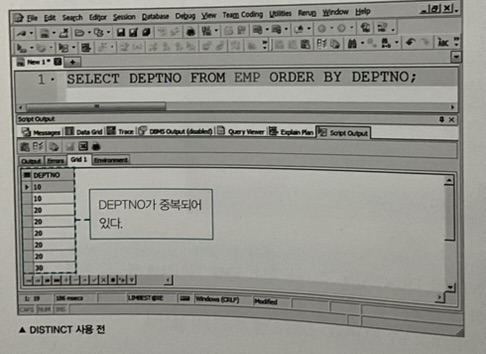 File Edit Search Editor Session Database Debug View Team Coding Utilities Rerun Window Help
New 1 *
1 SELECT DEPTNO FROM EMP ORDER BY DEPTNO;
Script Output
Messages Data Grid Trace DBMS Output (disabled) Query Viewer Explain Plan Script Output
Output Errors Grid 1 Environment
DEPTNO
10
10
20
20
20
20
20
30
DEPTNO가 중복되어
있다.
1: 19 186 msecs LIMBEST@XE Windows (CRLF) Modified
CAPS NUM INS
▲ DISTINCT 사용 전